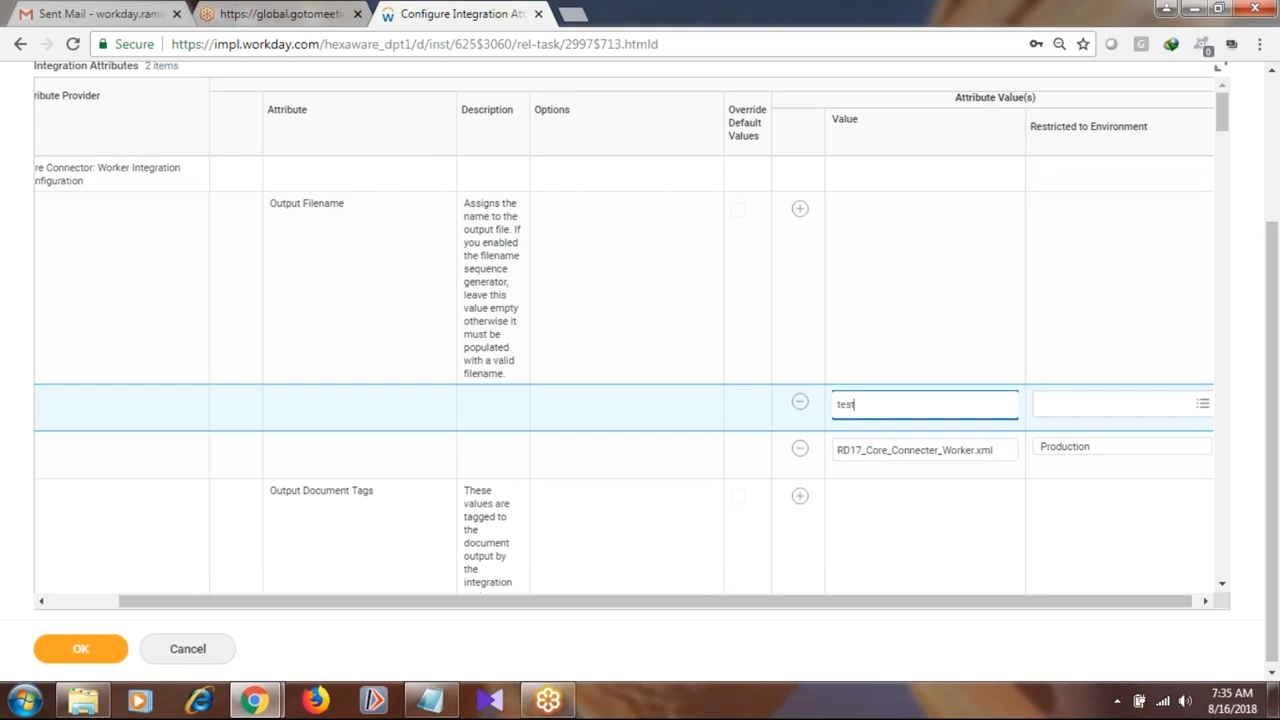 Sent Mail - workday.ram
https://global.gotomeeti
Configure Integration Att
Secure
https://impl.workday.com/hexaware_dpt1/d/inst/625$3060/rel-task/2997$713.htmld
Integration Attributes 2 items
ribute Provider
Attribute
Description
Options
Override
Default
Values
Attribute Value(s)
Value
Restricted to Environment
re Connector: Worker Integration
nfiguration
Output Filename
Assigns the
name to the
output file. If
you enabled
the filename
sequence
generator,
leave this
value empty
otherwise it
must be
populated
with a valid
filename.
test
RD17_Core_Connecter_Worker.xml
Production
Output Document Tags
These
values are
tagged to
the
document
output by
the
integration
OK
Cancel
7:35 AM
8/16/2018